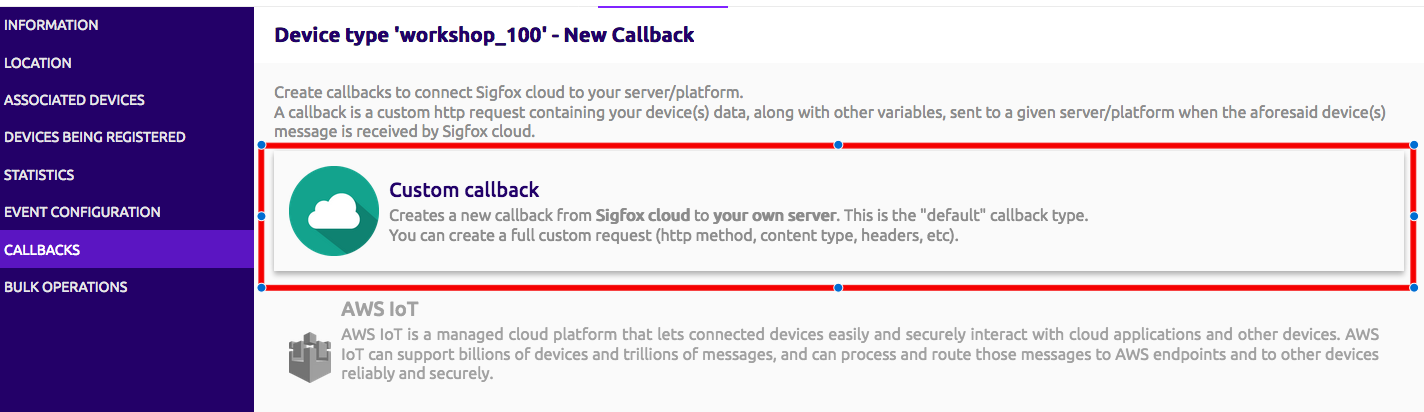 INFORMATION
LOCATION
ASSOCIATED DEVICES
DEVICES BEING REGISTERED
STATISTICS
EVENT CONFIGURATION
CALLBACKS
BULK OPERATIONS
Device type 'workshop_100' - New Callback
Create callbacks to connect Sigfox cloud to your server/platform.
A callback is a custom http request containing your device(s) data, along with other variables, sent to a given server/platform when the aforesaid device(s)
message is received by Sigfox cloud.
Custom callback
Creates a new callback from Sigfox cloud to your own server. This is the "default" callback type.
You can create a full custom request (http method, content type, headers, etc).
AWS IoT
AWS IoT is a managed cloud platform that lets connected devices easily and securely interact with cloud applications and other devices. AWS
IoT can support billions of devices and trillions of messages, and can process and route those messages to AWS endpoints and to other devices
reliably and securely.